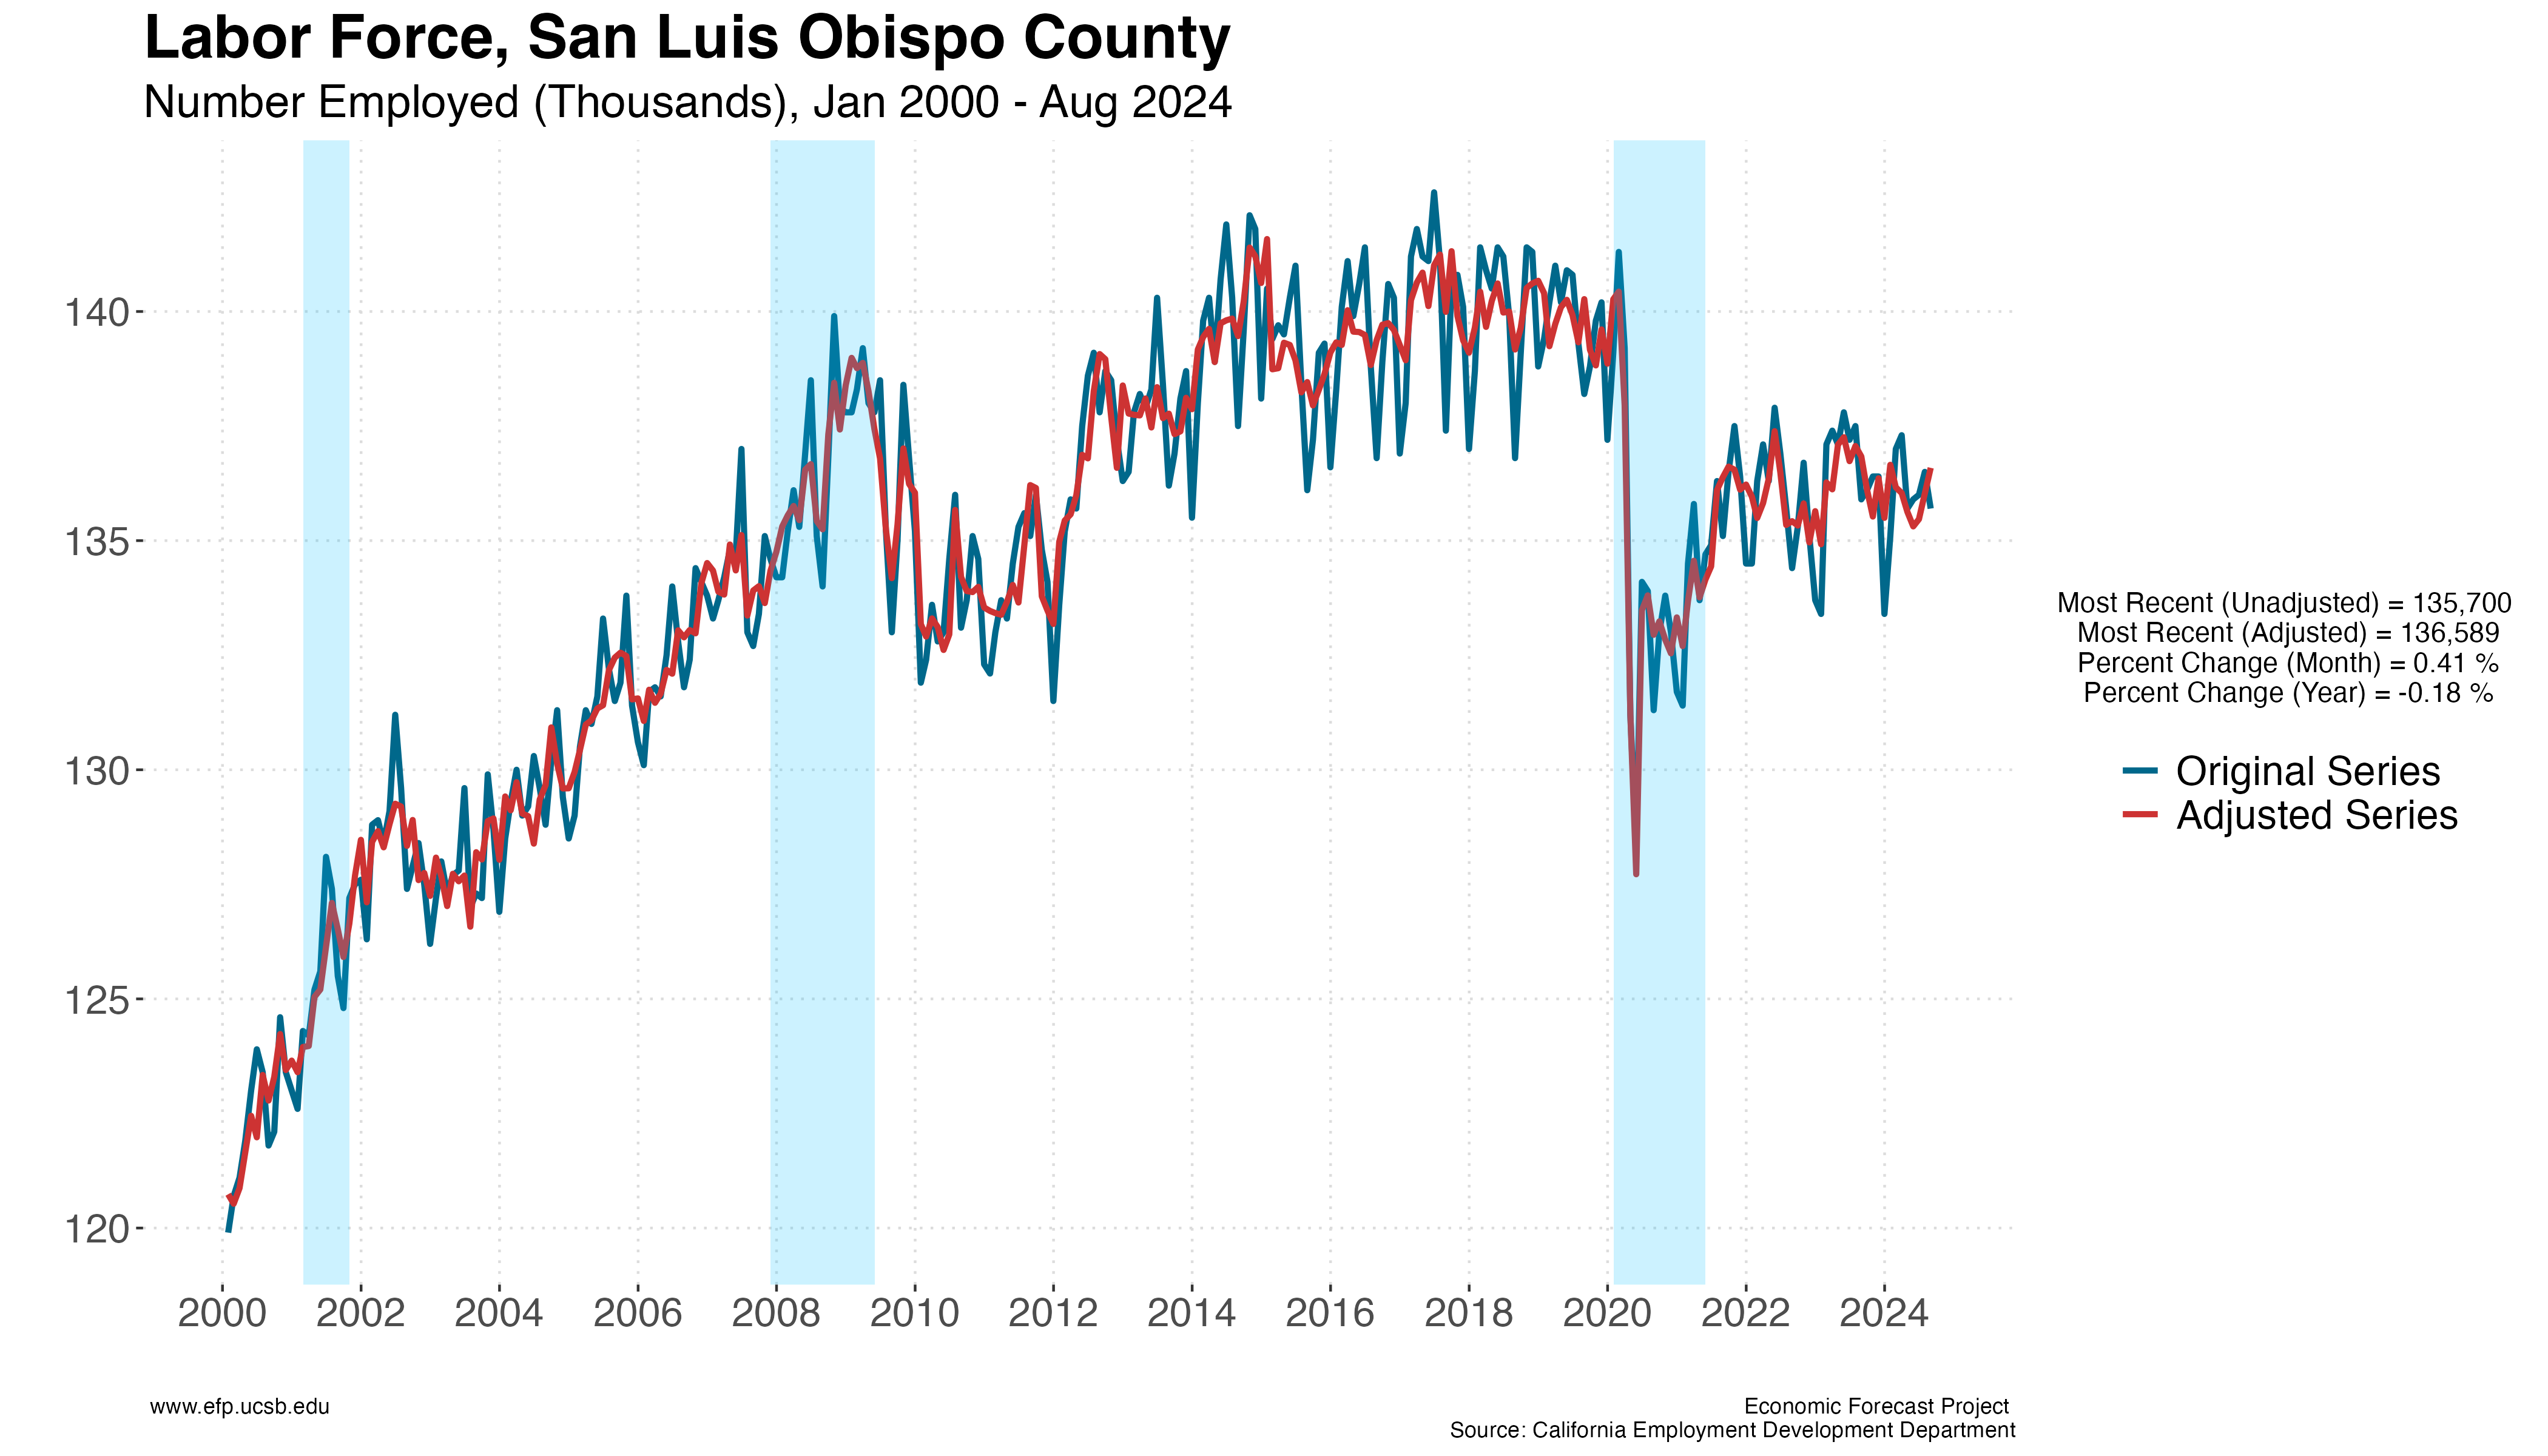 Labor Force, San Luis Obispo County
Number Employed (Thousands), Jan 2000 - Aug 2024
140
135
130
125
120
2000 2002 2004 2006 2008 2010 2012 2014 2016 2018 2020 2022 2024
Most Recent (Unadjusted) = 135,700
Most Recent (Adjusted) = 136,589
Percent Change (Month) = 0.41 %
Percent Change (Year) = -0.18 %
Original Series
Adjusted Series
www.efp.ucsb.edu
Economic Forecast Project
Source: California Employment Development Department